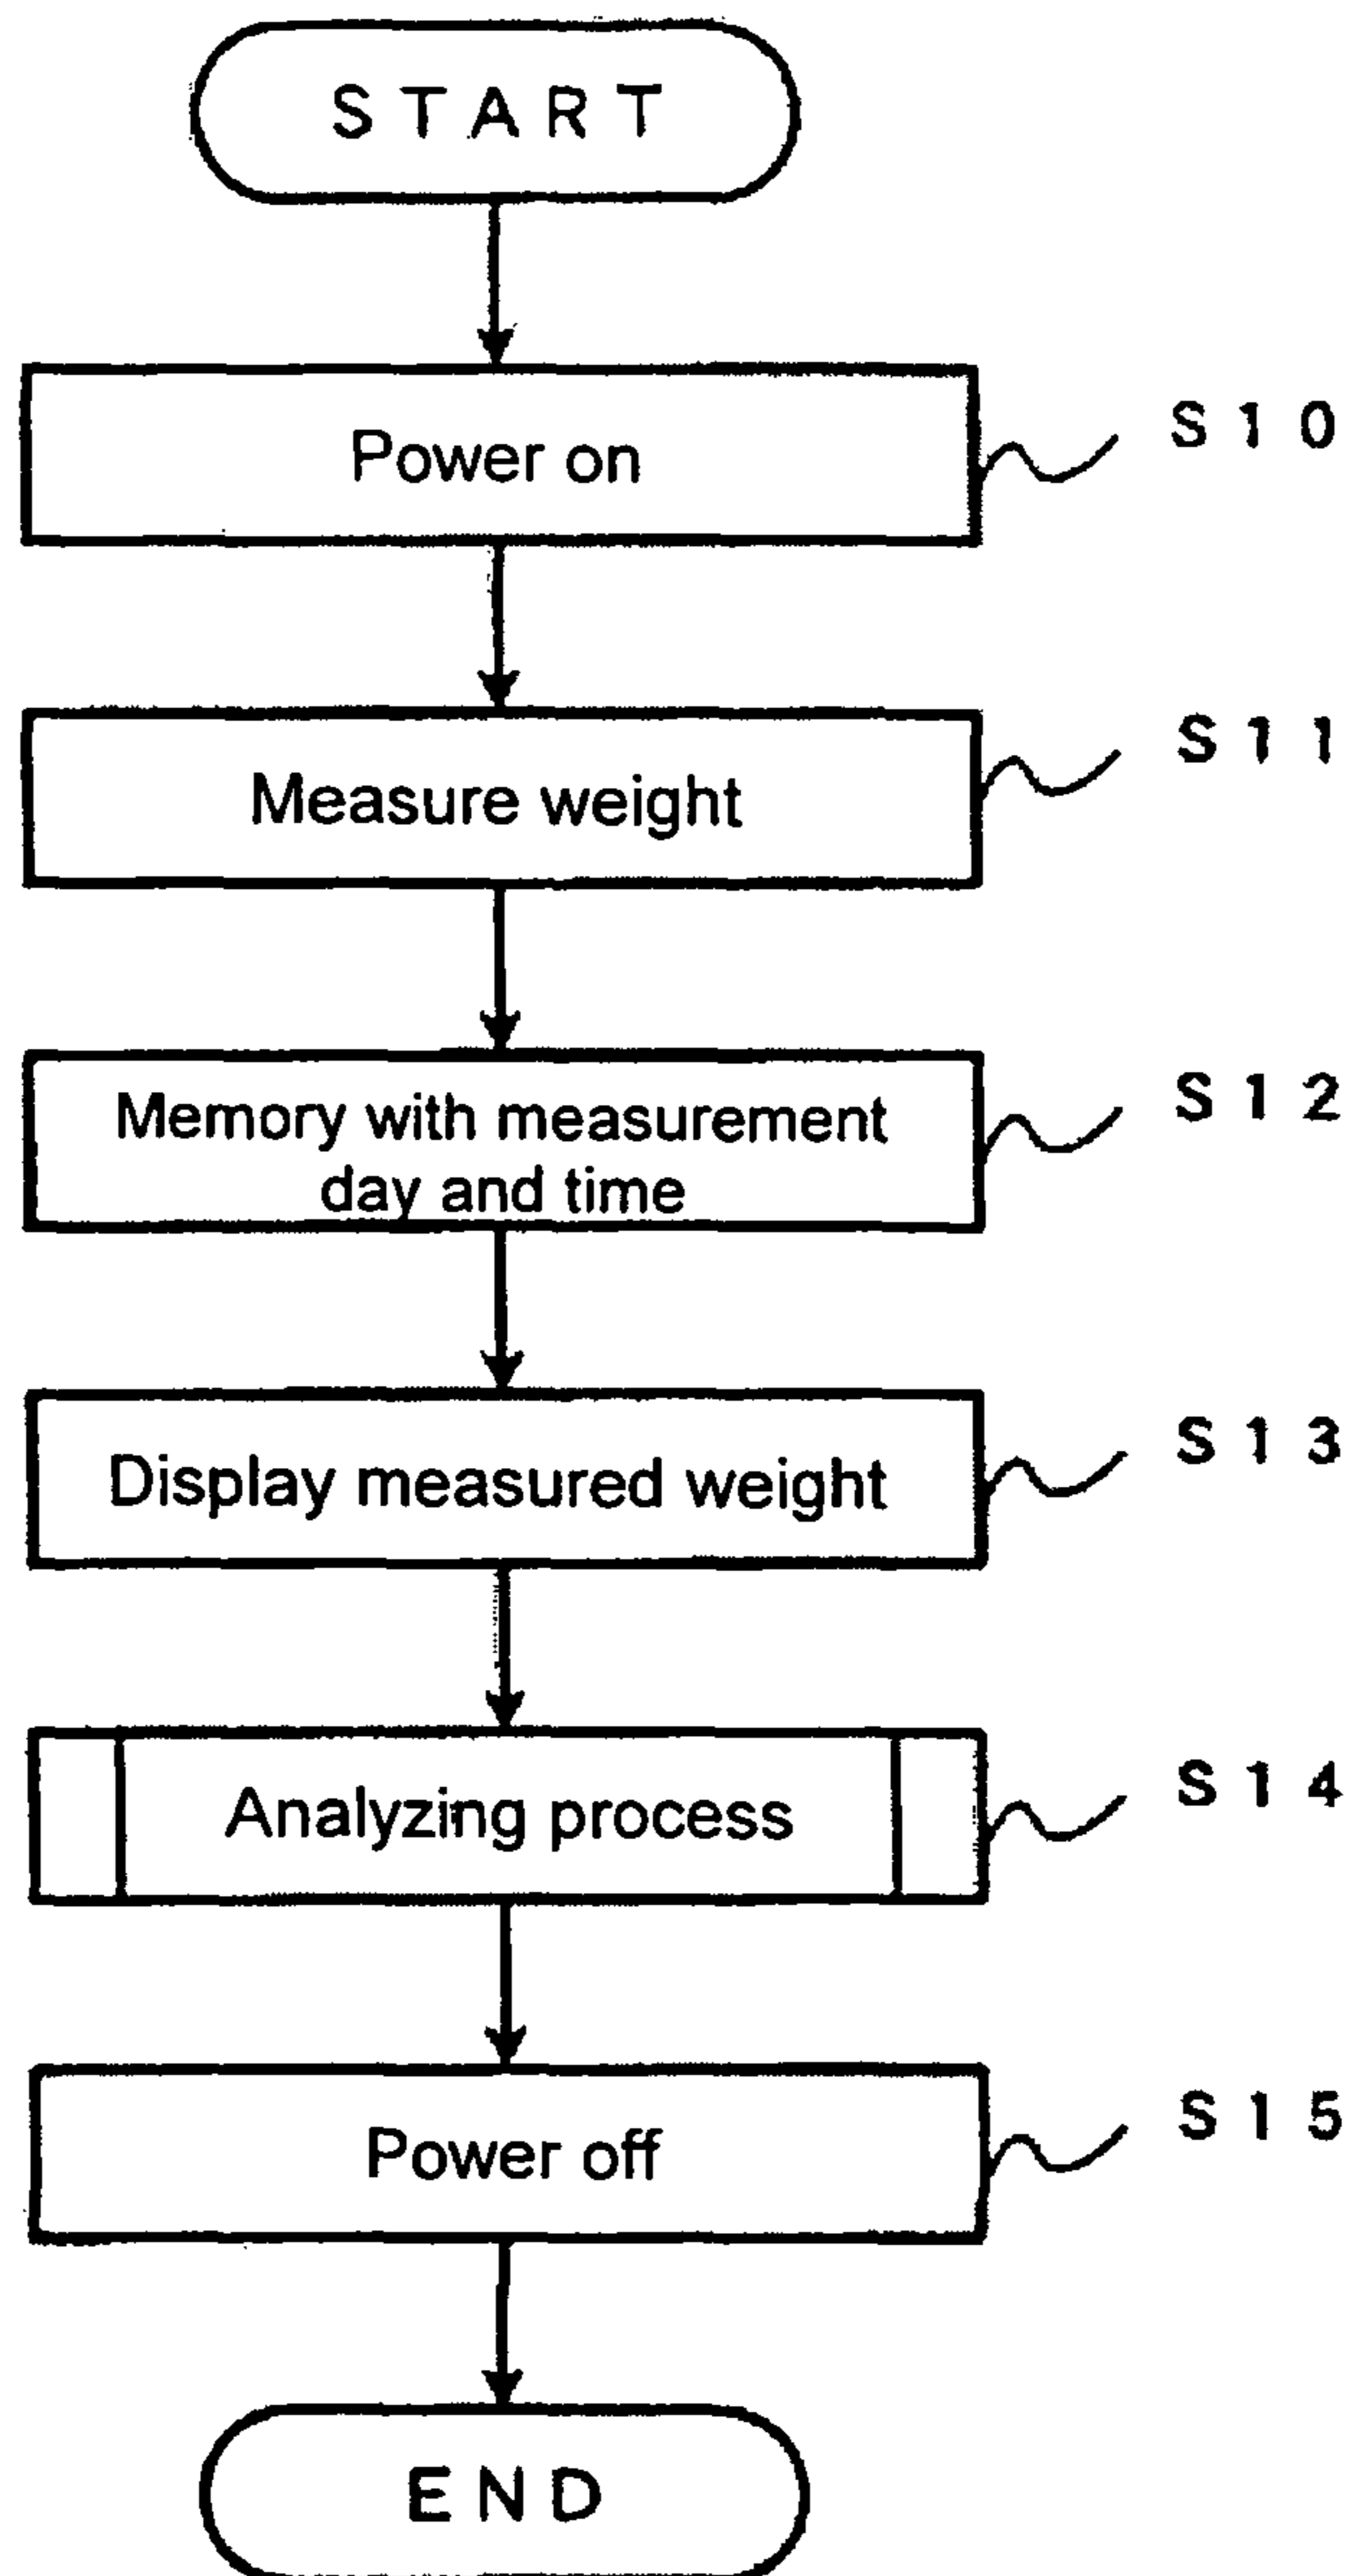 START
Power on
S10
Measure weight
S11
Memory with measurement
day and time
S12
Display measured weight
S13
Analyzing process
S14
Power off
S15
END